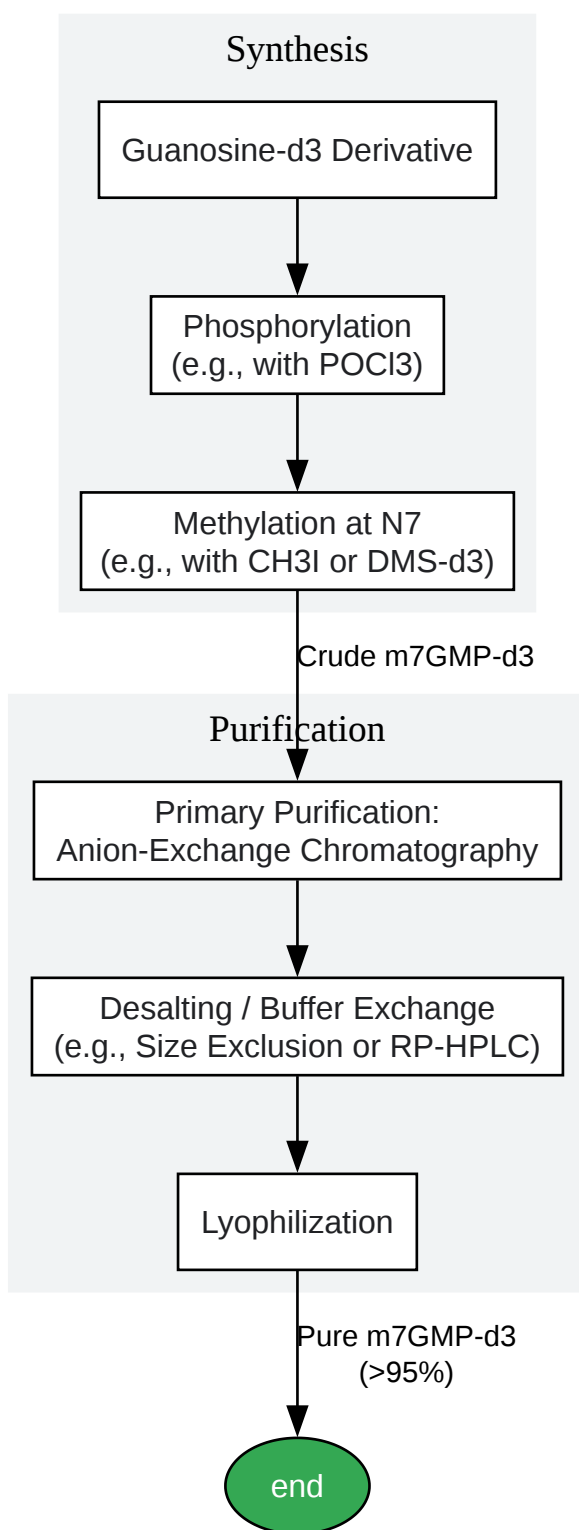 Synthesis
Guanosine-d3 Derivative
Phosphorylation
(e.g., with POCl3)
Methylation at N7
(e.g., with CH3I or DMS-d3)
Crude m7GMP-d3
Purification
Primary Purification:
Anion-Exchange Chromatography
Desalting / Buffer Exchange
(e.g., Size Exclusion or RP-HPLC)
Lyophilization
Pure m7GMP-d3
(>95%)
end